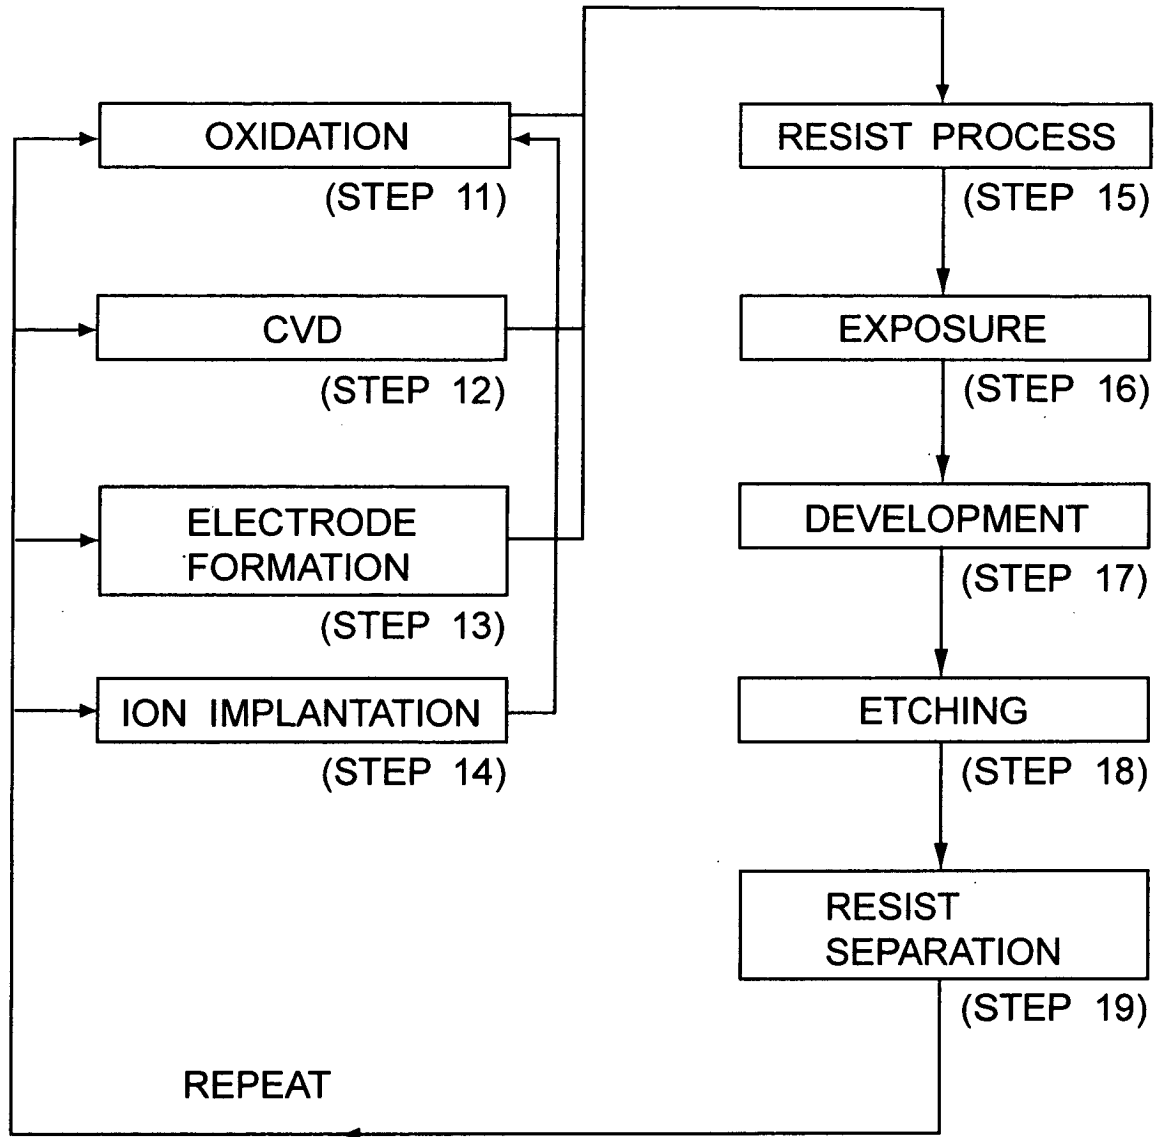 OXIDATION
(STEP 11)
CVD
(STEP 12)
ELECTRODE
FORMATION
(STEP 13)
ION IMPLANTATION
(STEP 14)
RESIST PROCESS
(STEP 15)
EXPOSURE
(STEP 16)
DEVELOPMENT
(STEP 17)
ETCHING
(STEP 18)
RESIST
SEPARATION
(STEP 19)
REPEAT